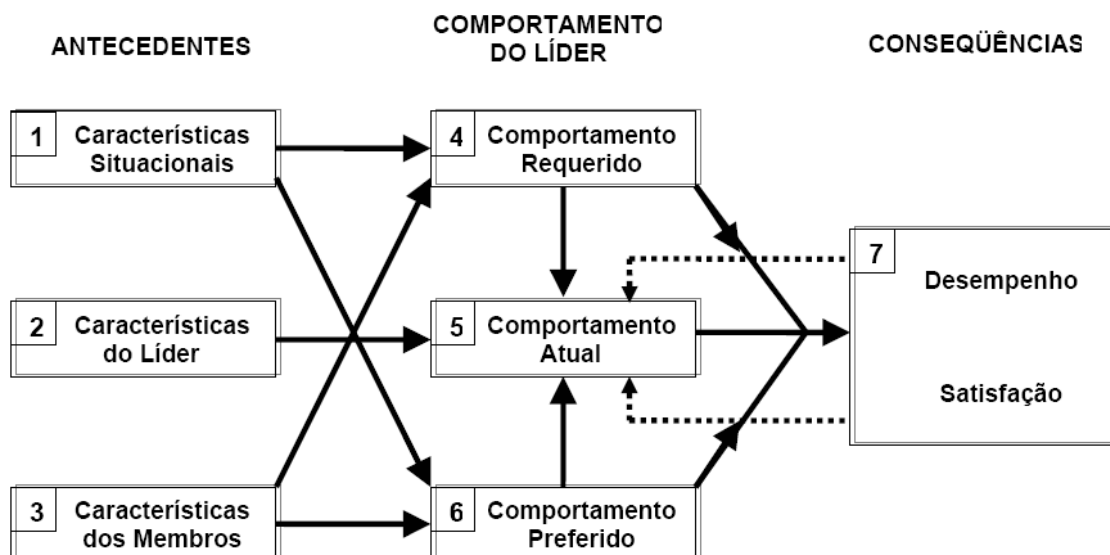 ANTECEDENTES
COMPORTAMENTO
DO LÍDER
CONSEQÜÊNCIAS
1
Características
Situacionais
4
Comportamento
Requerido
7
Desempenho
Satisfação
2
Características
do Líder
5
Comportamento
Atual
3
Características
dos Membros
6
Comportamento
Preferido